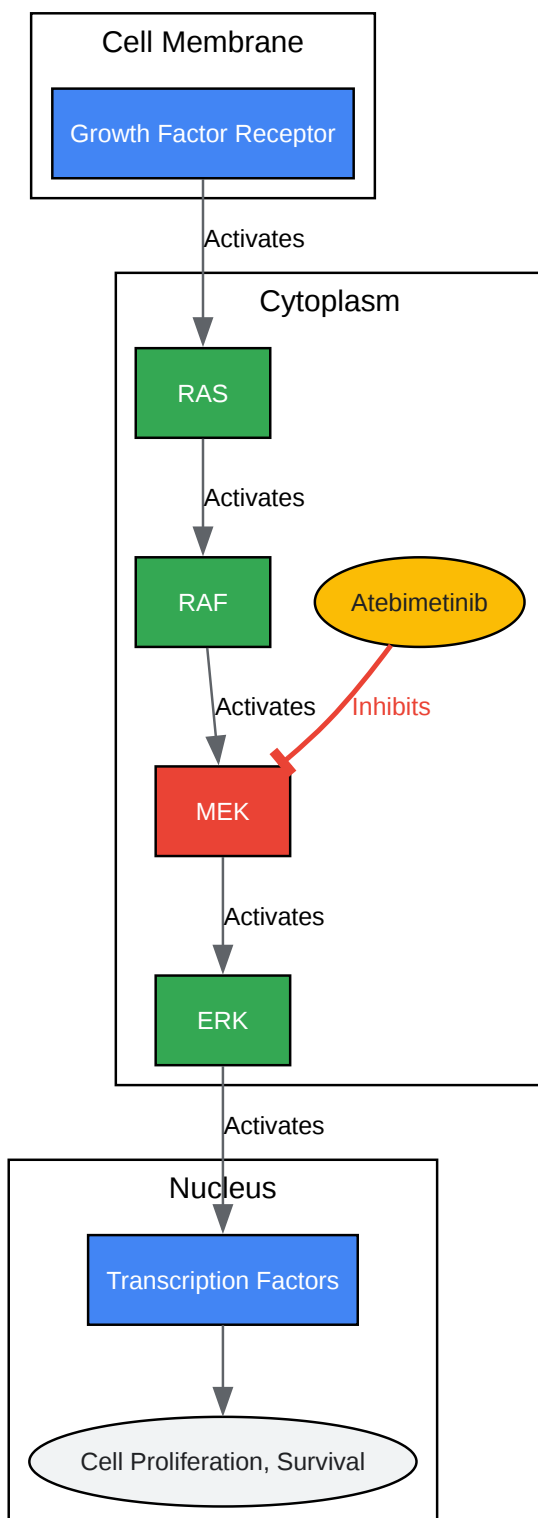 Cell Membrane
Growth Factor Receptor
Activates
Cytoplasm
RAS
Activates
RAF
Atebimetinib
Activates
Inhibits
MEK
Activates
ERK
Activates
Nucleus
Transcription Factors
Cell Proliferation, Survival